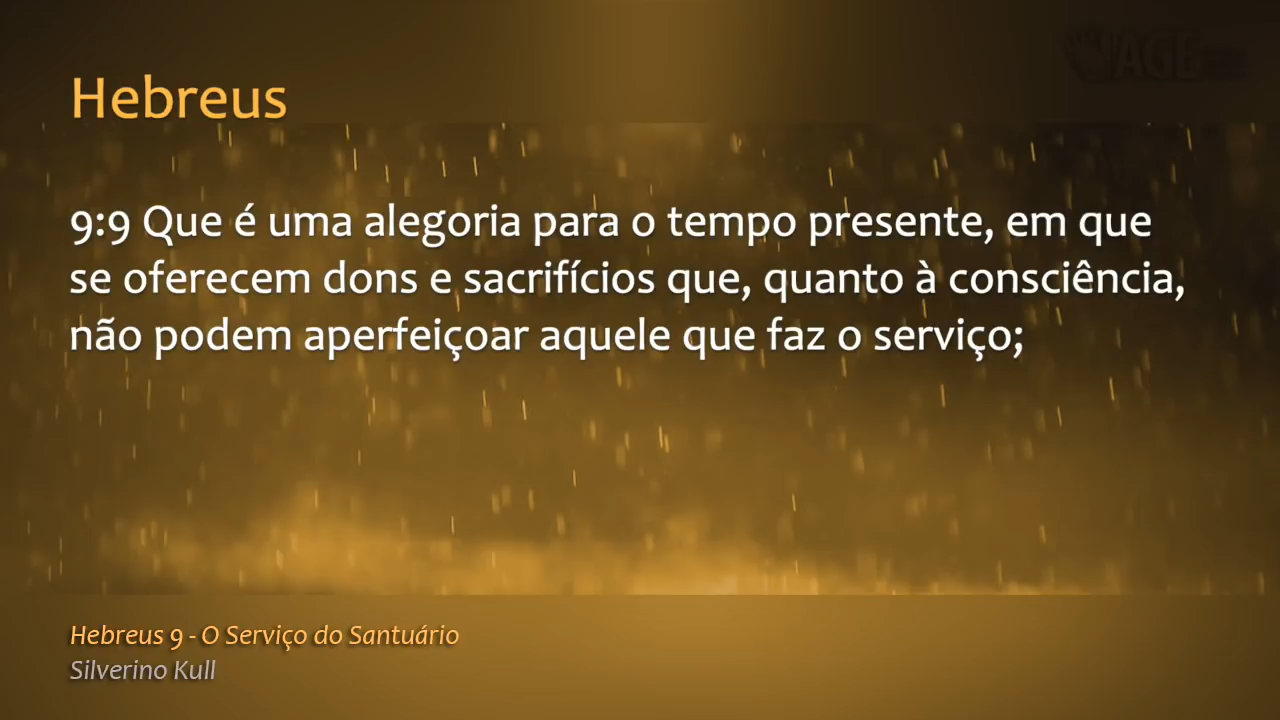 Hebreus
9:9 Que é uma alegoria para o tempo presente, em que
se oferecem dons e sacrifícios que, quanto à consciência,
não podem aperfeiçoar aquele que faz o serviço;
Hebreus 9 - O Serviço do Santuário
Silverino Kull